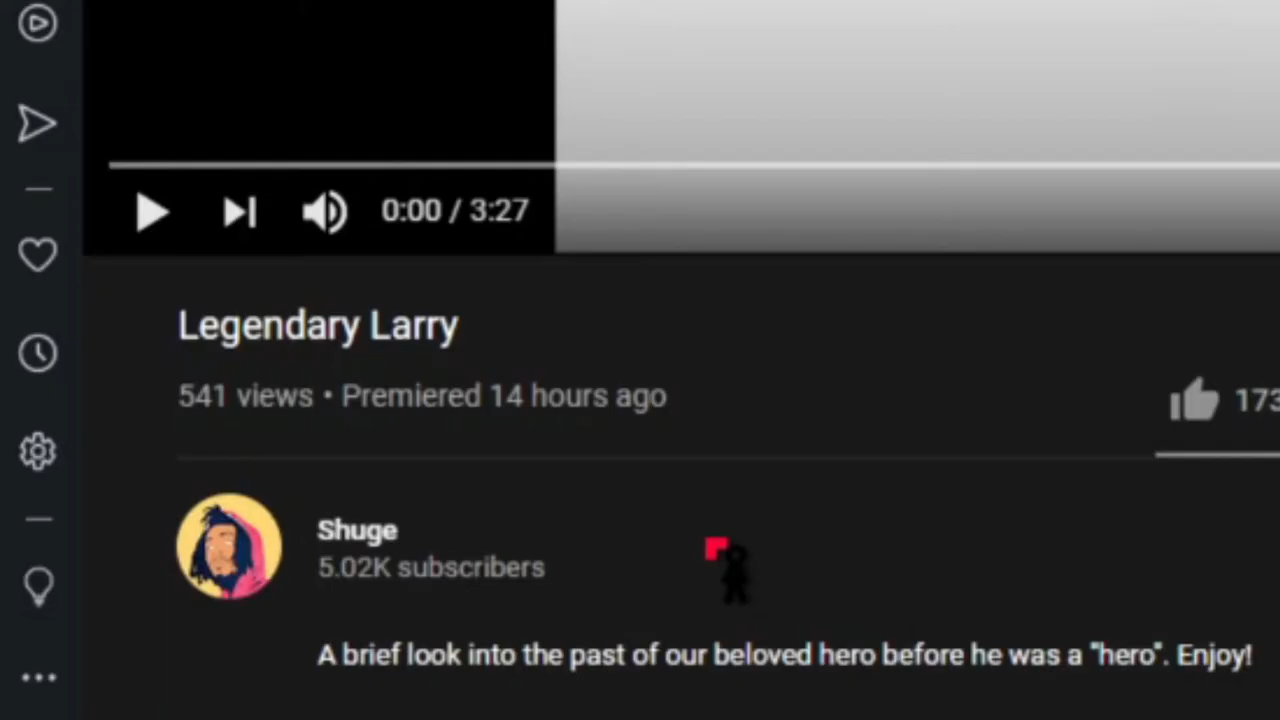 0:00 / 3:27
Legendary Larry
541 views • Premiered 14 hours ago
173
Shuge
5.02K subscribers
A brief look into the past of our beloved hero before he was a "hero". Enjoy!